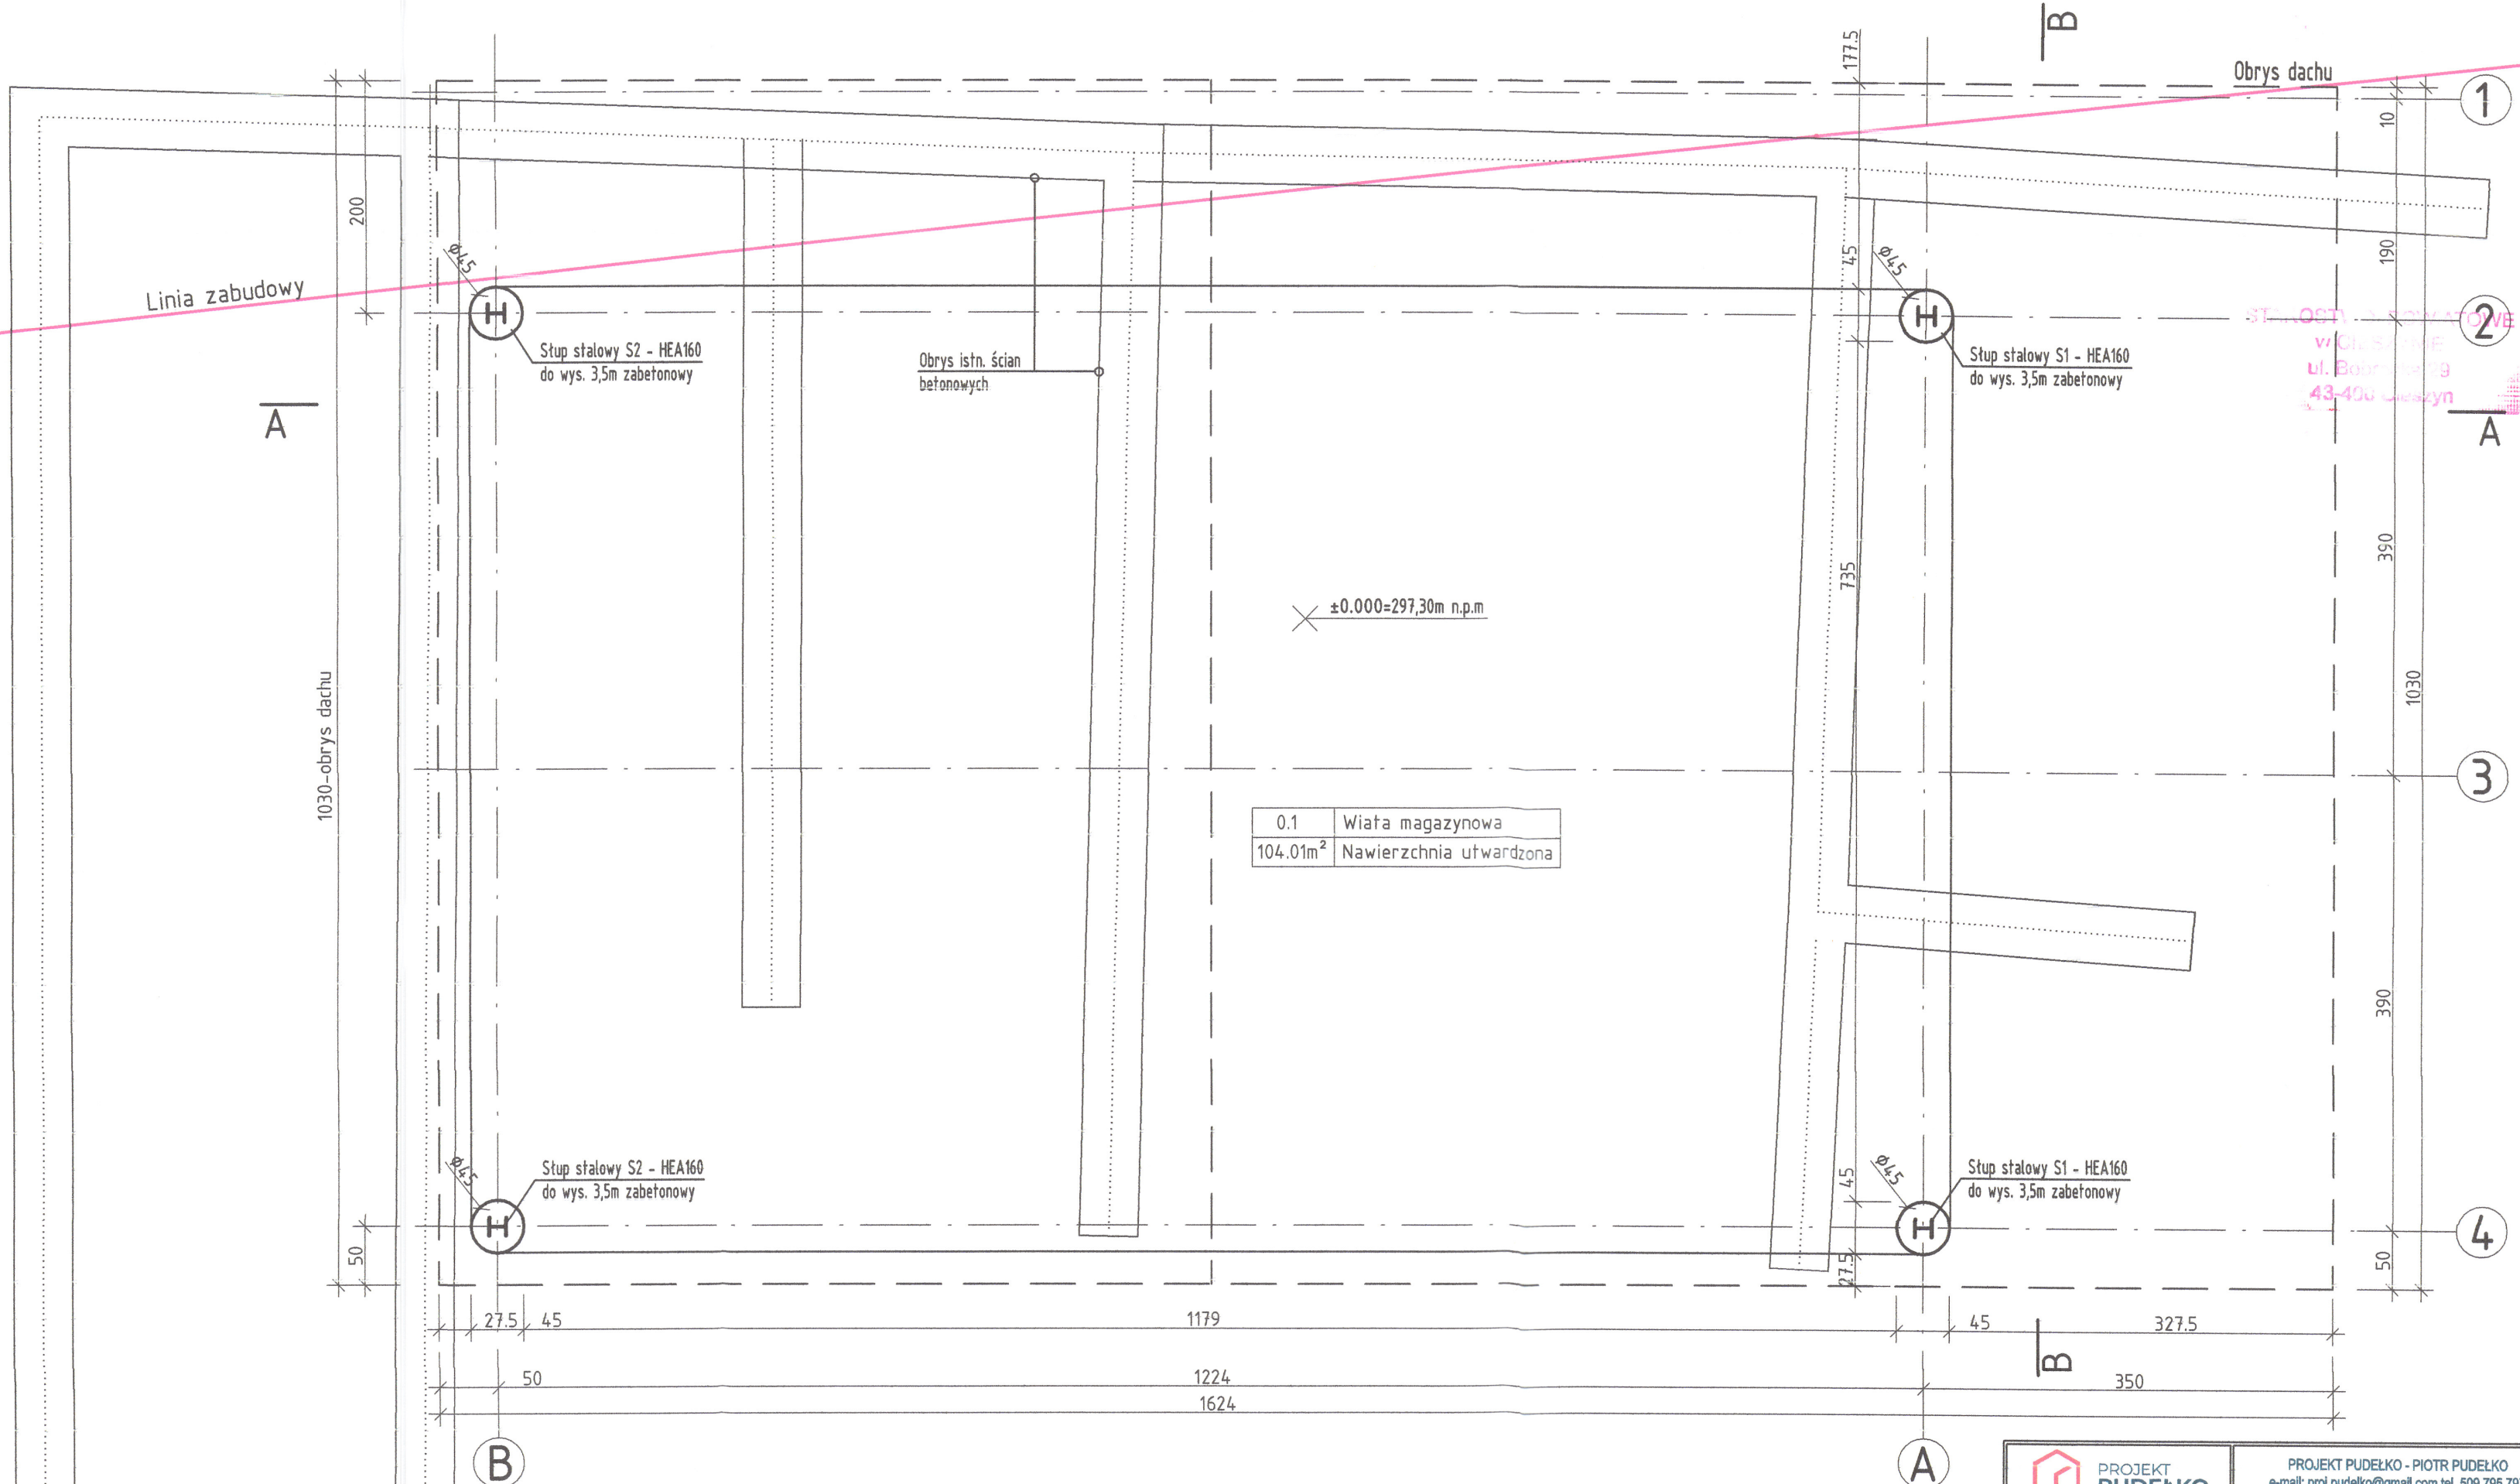 B
177.5
Obrys dachu
1
10
200
190
45
Ø45
Ø45
Linia zabudowy
2
Słup stalowy S2 - HEA160
do wys. 3,5m zabetonowy
Obrys istn. ścian
betonowych
Słup stalowy S1 - HEA160
do wys. 3,5m zabetonowy
ul.
43-400 Cieszyn
A
A
390
735
±0.000=297,30m n.p.m
1030-obrys dachu
1030
3
0.1 Wiata magazynowa
104.01m² Nawierzchnia utwardzona
390
Ø45
Słup stalowy S2 - HEA160
do wys. 3,5m zabetonowy
45
Ø45
Słup stalowy S1 - HEA160
do wys. 3,5m zabetonowy
4
50
27.5
50
27.5 45 1179 45 327.5
B
50 1224 350
1624
B
A
PROJEKT
PUDEŁKO
PROJEKT PUDEŁKO - PIOTR PUDEŁKO